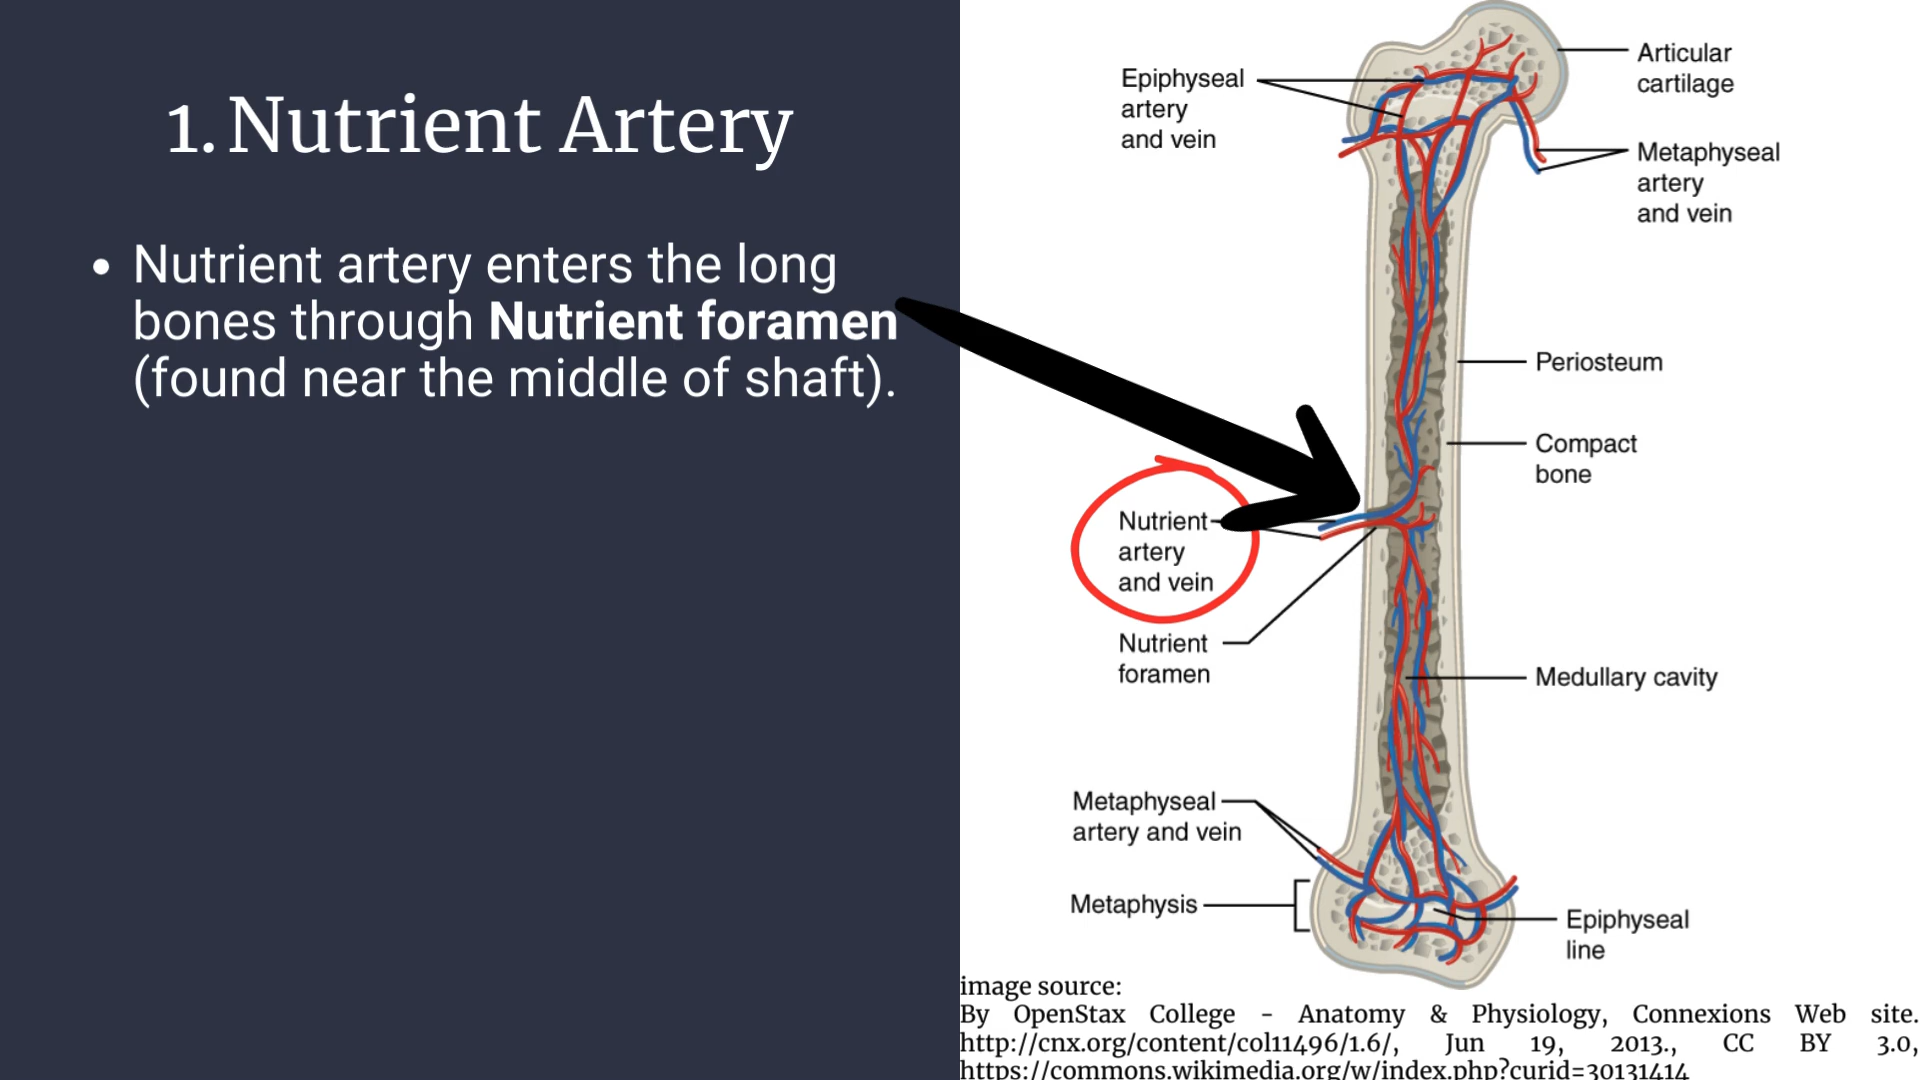 1. Nutrient Artery
• Nutrient artery enters the long
bones through Nutrient foramen
(found near the middle of shaft).
Epiphyseal
artery
and vein
Articular
cartilage
Metaphyseal
artery
and vein
Periosteum
Compact
bone
Nutrient
artery
and vein
Nutrient
foramen
Medullary cavity
Metaphyseal
artery and vein
Metaphysis
Epiphyseal
line
image source:
By OpenStax College - Anatomy & Physiology, Connexions Web site.
http://cnx.org/content/col11496/1.6/, Jun 19, 2013., CC BY 3.0,
https://commons.wikimedia.org/w/index.php?curid=30131414